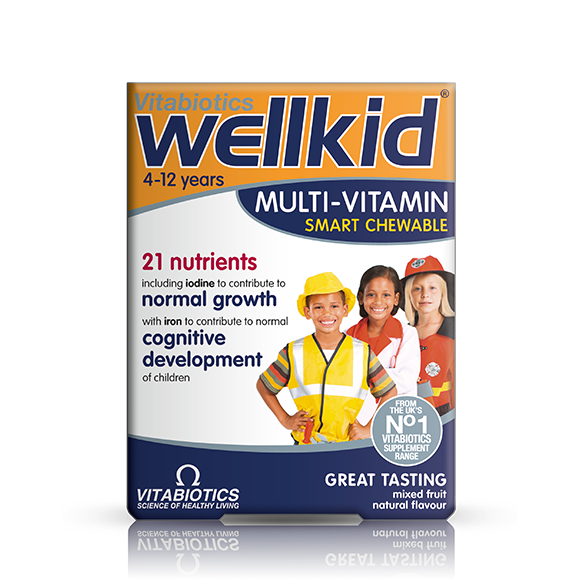 Vitabiotics
wellkid®
4-12 years
MULTI-VITAMIN
SMART CHEWABLE
21 nutrients
including iodine to contribute to
normal growth
with iron to contribute to normal
cognitive
development
of children
FROM
THE UK'S
Nº1
VITABIOTICS
SUPPLEMENT
RANGE
GREAT TASTING
mixed fruit
natural flavour
VITABIOTICS
SCIENCE OF HEALTHY LIVING